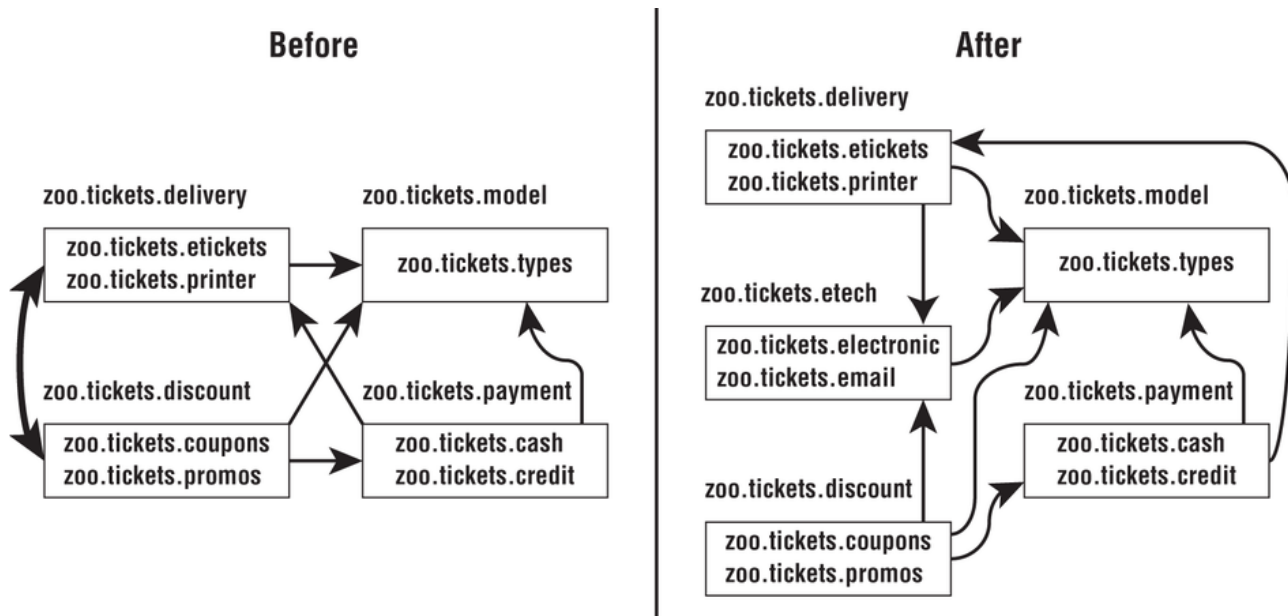 Before
zoo.tickets.delivery
zoo.tickets.etickets
zoo.tickets.printer
zoo.tickets.model
zoo.tickets.types
zoo.tickets.discount
zoo.tickets.coupons
zoo.tickets.promos
zoo.tickets.payment
zoo.tickets.cash
zoo.tickets.credit
After
zoo.tickets.delivery
zoo.tickets.etickets
zoo.tickets.printer
zoo.tickets.model
zoo.tickets.types
zoo.tickets.etech
zoo.tickets.electronic
zoo.tickets.email
zoo.tickets.payment
zoo.tickets.cash
zoo.tickets.credit
zoo.tickets.discount
zoo.tickets.coupons
zoo.tickets.promos